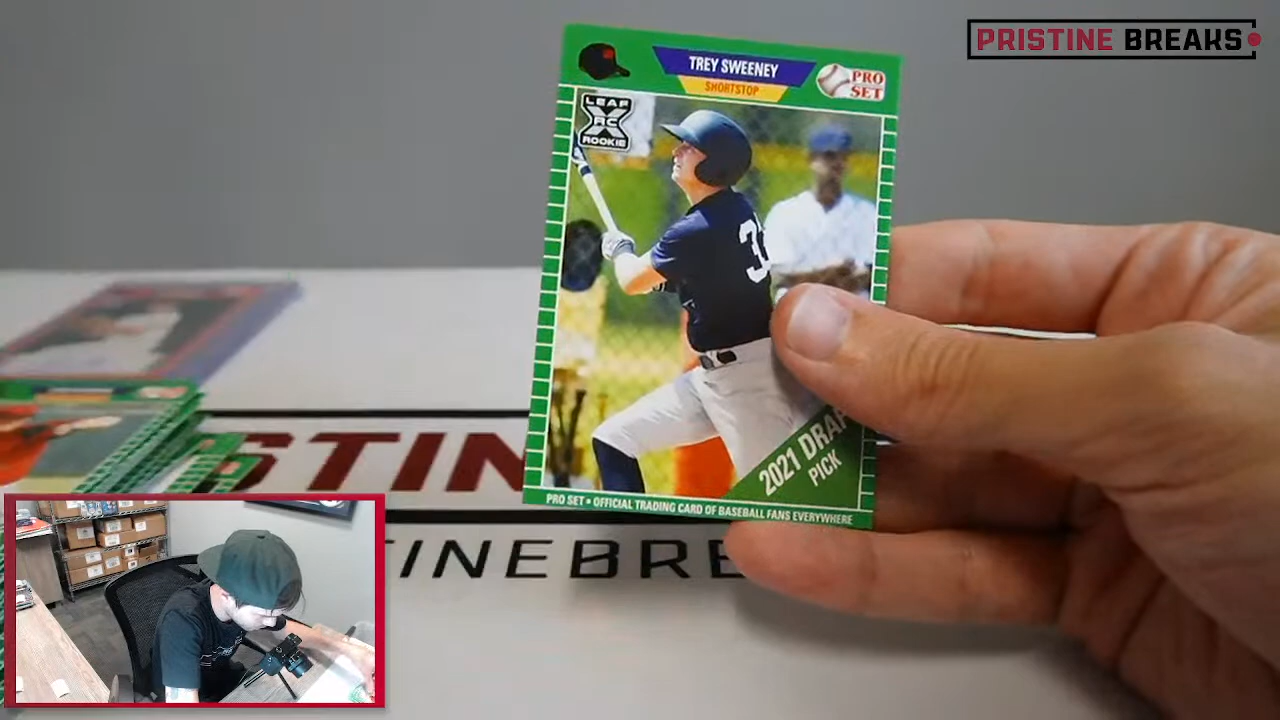 PRISTINE BREAKS
TREY SWEENEY
SHORTSTOP
PRO
SET
LEAF
RC
ROOKIE
2021 DRAF
PICK
PRO SET • OFFICIAL TRADING CARD OF BASEBALL FANS EVERYWHERE
STIN
TINEBRE